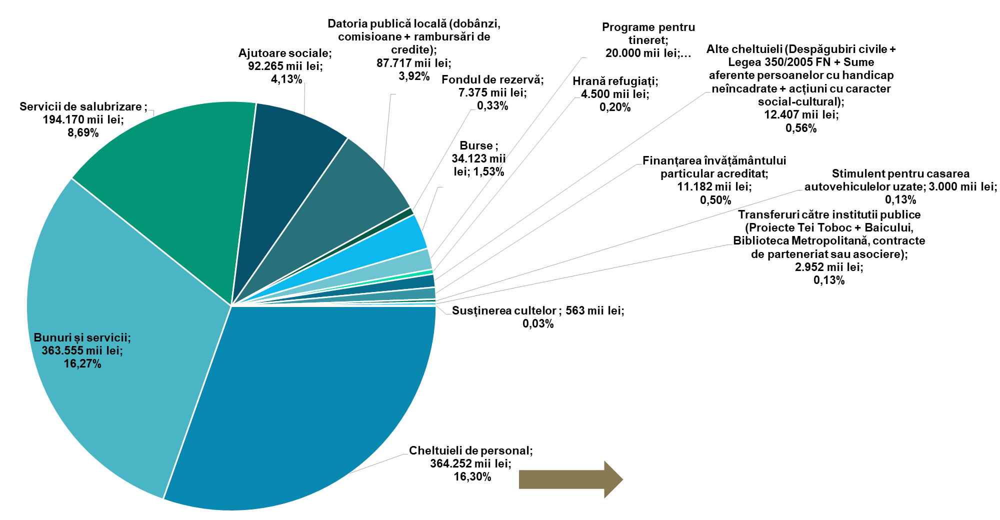 Datoria publică locală (dobânzi,
comisioane + rambursări de
credite);
87.717 mii lei;
3,92%
Programe pentru
tineret;
20.000 mii lei;...
Ajutoare sociale;
92.265 mii lei;
4,13%
Alte cheltuieli (Despăgubiri civile +
Legea 350/2005 FN + Sume
aferente persoanelor cu handicap
neîncadrate + acțiuni cu caracter
social-cultural);
12.407 mii lei;
0,56%
Fondul de rezervă;
7.375 mii lei;
0,33%
Hrană refugiați;
4.500 mii lei;
0,20%
Servicii de salubrizare ;
194.170 mii lei;
8,69%
Burse ;
34.123 mii
lei; 1,53%
Finanțarea învățământului
particular acreditat;
11.182 mii lei;
0,50%
Stimulent pentru casarea
autovehiculelor uzate; 3.000 mii lei;
0,13%
Transferuri către institutii publice
(Proiecte Tei Toboc + Baicului,
Biblioteca Metropolitană, contracte
de parteneriat sau asociere);
2.952 mii lei;
0,13%
Susținerea cultelor ; 563 mii lei;
0,03%
Bunuri și servicii;
363.555 mii lei;
16,27%
Cheltuieli de personal;
364.252 mii lei;
16,30%